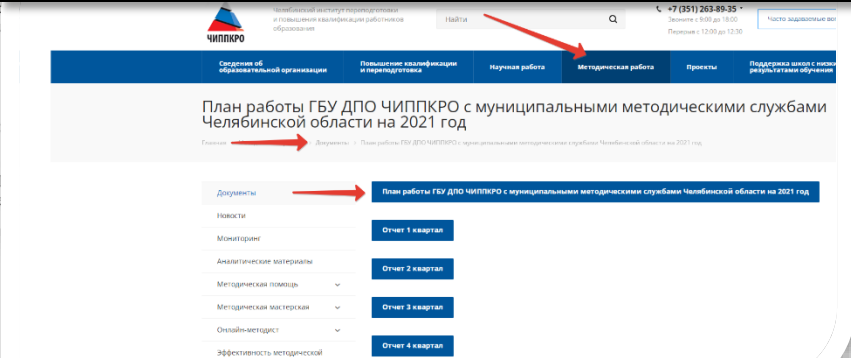 Челябинский институт переподготовки
и повышения квалификации работников
образования
ЧИППКРО
Найти
+7 (351) 263-89-35
Звоните с 9:00 до 18:00
Перерыв с 12:00 до 12:30
Часто задаваемые
Сведения об
образовательной организации
Повышение квалификации
и переподготовка
Научная работа
Методическая работа
Проекты
Поддержка школ с
результатами обучения
План работы ГБУ ДПО ЧИППКРО с муниципальными методическими службами
Челябинской области на 2021 год
Главная
Документы
План работы ГБУ ДПО ЧИППКРО с муниципальными методическими службами Челябинской области на 2021 год
Документы
План работы ГБУ ДПО ЧИППКРО с муниципальными методическими службами Челябинской области на 2021 год
Новости
Отчет 1 квартал
Мониторинг
Аналитические материалы
Отчет 2 квартал
Методическая помощь
Методическая мастерская
Отчет 3 квартал
Онлайн-методист
Отчет 4 квартал
Эффективность методической